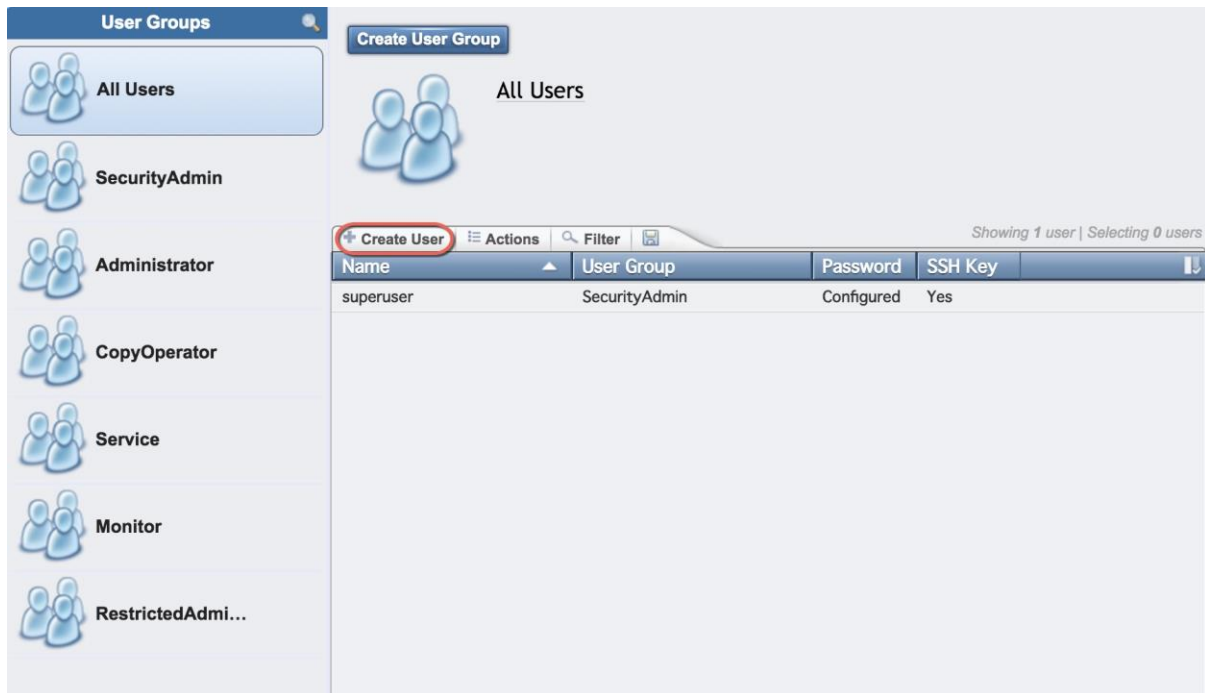 User Groups
All Users
SecurityAdmin
Administrator
CopyOperator
Service
Monitor
RestrictedAdmi...
Create User Group
All Users
Create User Actions Filter
Showing 1 user | Selecting 0 users
Name User Group Password SSH Key
superuser SecurityAdmin Configured Yes